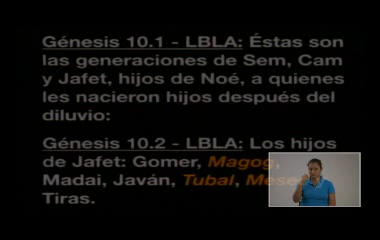 Génesis 10.1 - LBLA: Éstas son
las generaciones de Sem, Cam
y Jafet, hijos de Noé, a quienes
les nacieron hijos después del
diluvio:
Génesis 10.2 - LBLA: Los hijos
de Jafet: Gomer, Magog,
Madai, Javán, Tubal,
Tiras.